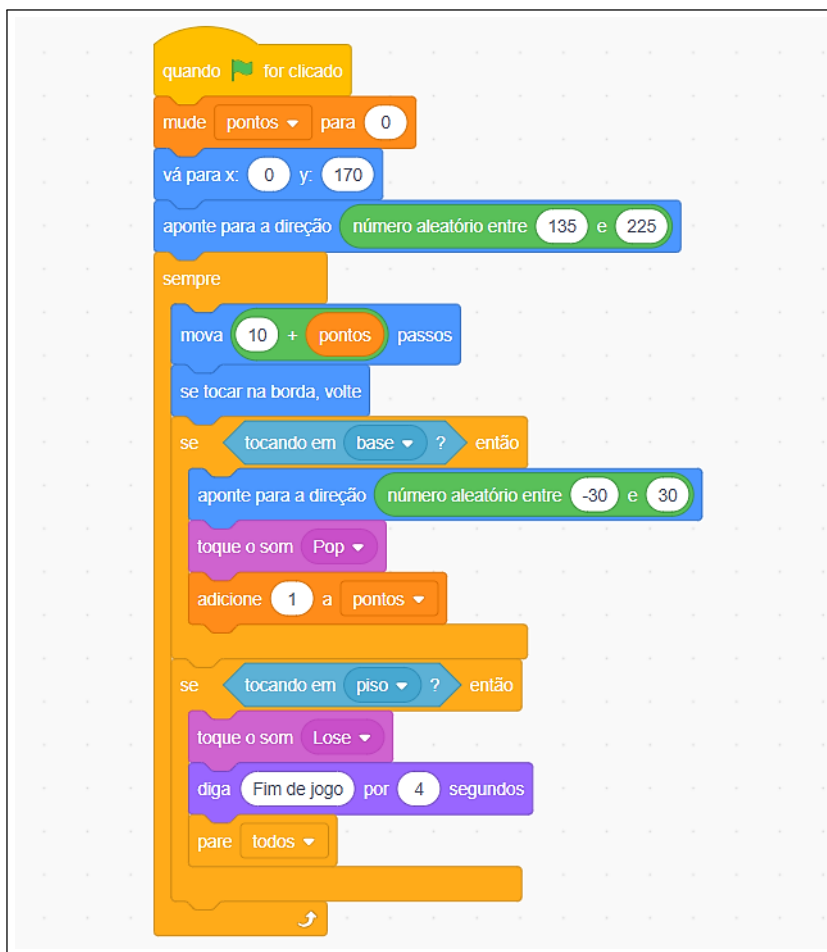 quando for clicado
mude pontos para 0
vá para x: 0 y: 170
aponte para a direção número aleatório entre 135 e 225
sempre
mova 10 + pontos passos
se tocar na borda, volte
se tocando em base ? então
aponte para a direção número aleatório entre -30 e 30
toque o som Pop
adicione 1 a pontos
se tocando em piso ? então
toque o som Lose
diga Fim de jogo por 4 segundos
pare todos